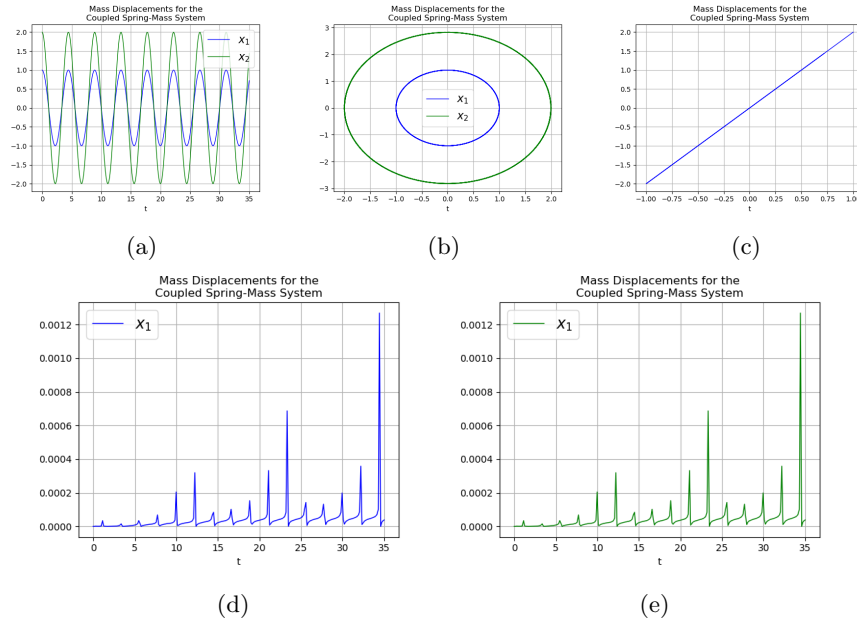 Mass Displacements for the
Coupled Spring-Mass System
2.0
1.5
1.0
0.5
0.0
-0.5
-1.0
-1.5
-2.0
x₁
x₂
0 5 10 15 20 25 30 35
t
(a)
Mass Displacements for the
Coupled Spring-Mass System
3
2
1
0
-1
-2
-3
x₁
x₂
-2.0 -1.5 -1.0 -0.5 0.0 0.5 1.0 1.5 2.0
t
(b)
Mass Displacements for the
Coupled Spring-Mass System
2.0
1.5
1.0
0.5
0.0
-0.5
-1.0
-1.5
-2.0
-1.00 -0.75 -0.50 -0.25 0.00 0.25 0.50 0.75 1.00
t
(c)
Mass Displacements for the
Coupled Spring-Mass System
x₁
0.0012
0.0010
0.0008
0.0006
0.0004
0.0002
0.0000
0 5 10 15 20 25 30 35
t
(d)
Mass Displacements for the
Coupled Spring-Mass System
x₁
0.0012
0.0010
0.0008
0.0006
0.0004
0.0002
0.0000
0 5 10 15 20 25 30 35
t
(e)